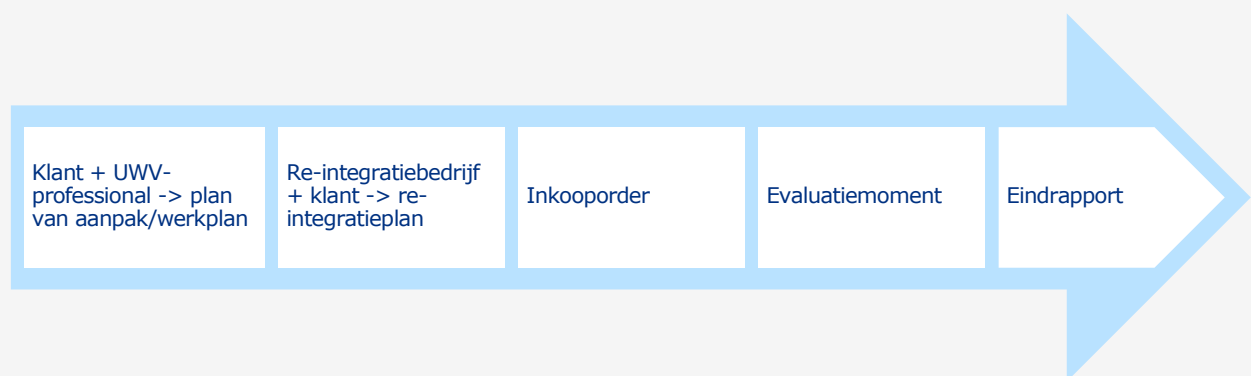 Klant + UWV-
professional -> plan
van aanpak/werkplan
Re-integratiebedrijf
+ klant -> re-
integratieplan
Inkooporder
Evaluatiemoment
Eindrapport